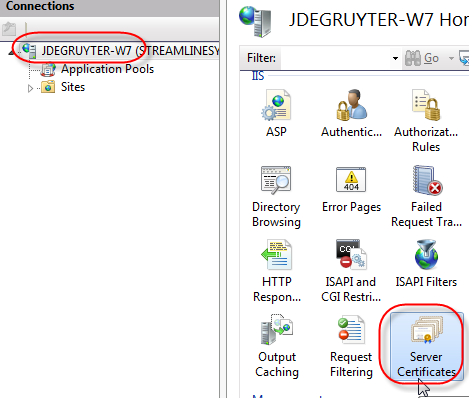 Connections
JDEGRUYTER-W7 (STREAMLINESY
Application Pools
Sites
JDEGRUYTER-W7 Hom
Filter:
Go
IIS
ASP
Authentic...
Authorizat...
Rules
Directory
Browsing
Error Pages
Failed
Request Tra...
HTTP
Respon...
ISAPI and
CGI Restri...
ISAPI Filters
Output
Caching
Request
Filtering
Server
Certificates
404
CGI